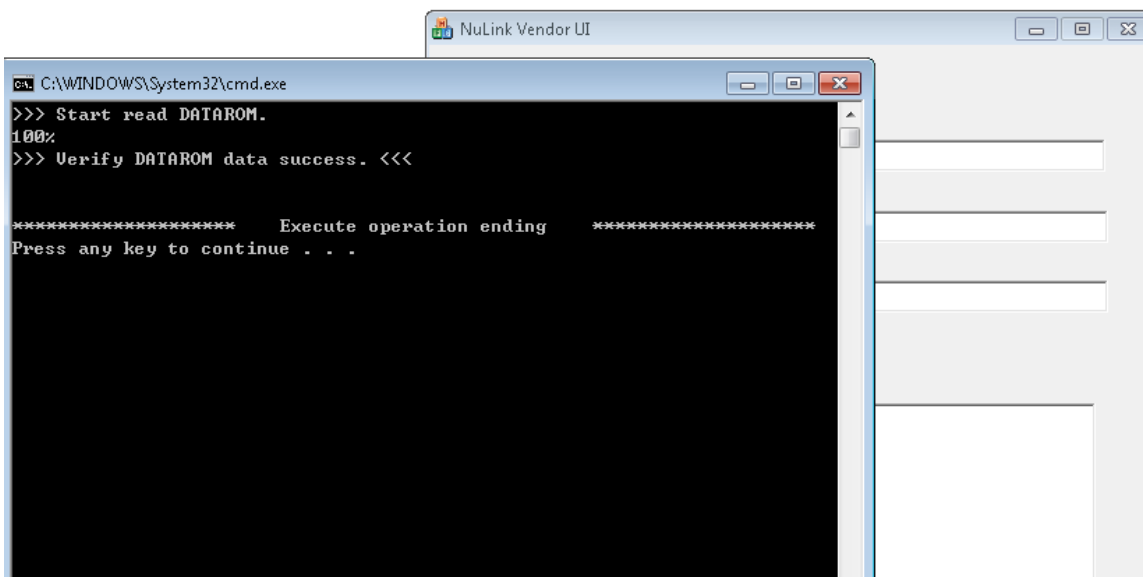 NuLink Vendor UI
C:\WINDOWS\System32\cmd.exe
>>> Start read DATAROM.
100%
>>> Verify DATAROM data success. <<<
******************** Execute operation ending ********************
Press any key to continue . . .